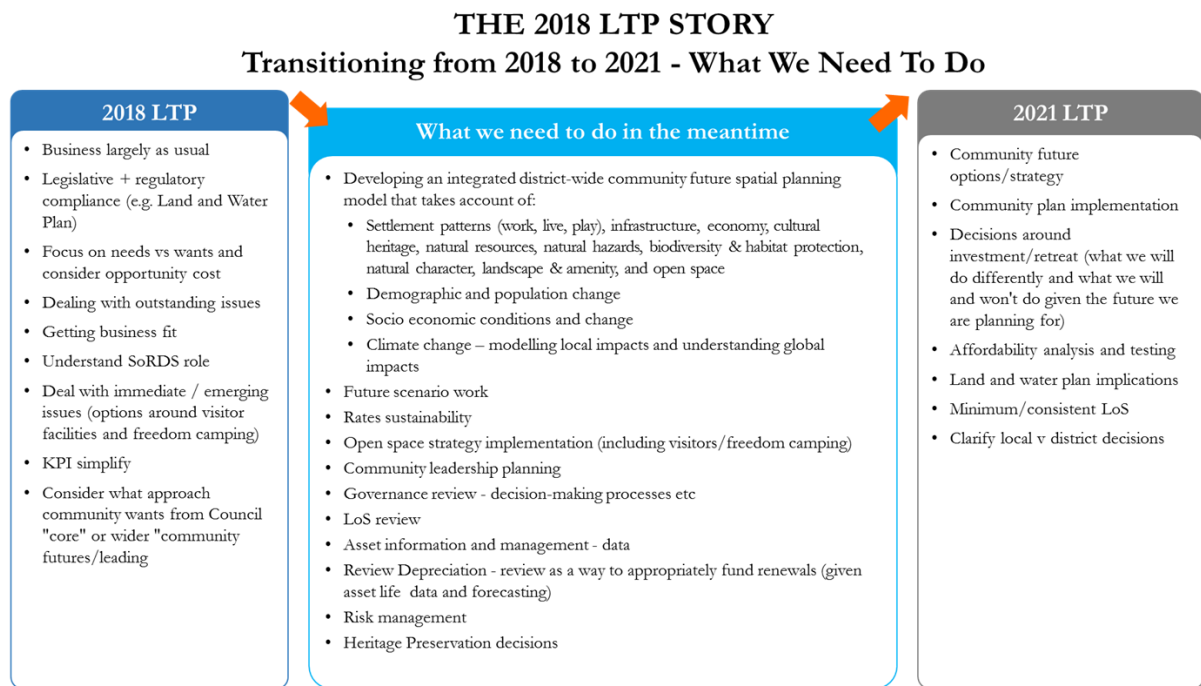 THE 2018 LTP STORY
Transitioning from 2018 to 2021 - What We Need To Do
2018 LTP
• Business largely as usual
• Legislative + regulatory
compliance (e.g. Land and Water
Plan)
• Focus on needs vs wants and
consider opportunity cost
• Dealing with outstanding issues
• Getting business fit
• Understand SoRDS role
• Deal with immediate / emerging
issues (options around visitor
facilities and freedom camping)
• KPI simplify
• Consider what approach
community wants from Council
"core" or wider "community
futures/leading
What we need to do in the meantime
• Developing an integrated district-wide community future spatial planning
model that takes account of:
• Settlement patterns (work, live, play), infrastructure, economy, cultural
heritage, natural resources, natural hazards, biodiversity & habitat protection,
natural character, landscape & amenity, and open space
• Demographic and population change
• Socio economic conditions and change
• Climate change – modelling local impacts and understanding global
impacts
• Future scenario work
• Rates sustainability
• Open space strategy implementation (including visitors/freedom camping)
• Community leadership planning
• Governance review - decision-making processes etc
• LoS review
• Asset information and management - data
• Review Depreciation - review as a way to appropriately fund renewals (given
asset life data and forecasting)
• Risk management
• Heritage Preservation decisions
2021 LTP
• Community future
options/strategy
• Community plan implementation
• Decisions around
investment/retreat (what we will
do differently and what we will
and won't do given the future we
are planning for)
• Affordability analysis and testing
• Land and water plan implications
• Minimum/consistent LoS
• Clarify local v district decisions